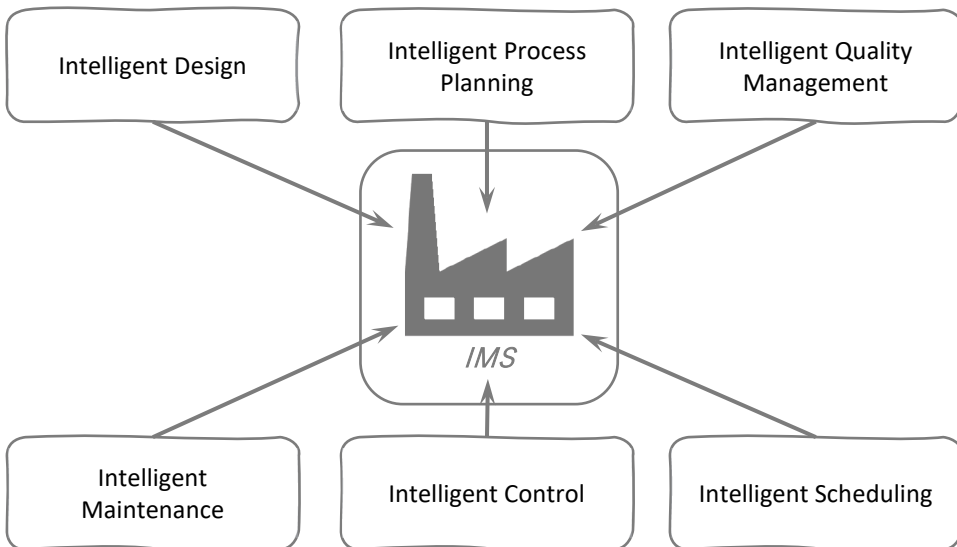 Intelligent Design
Intelligent Process
Planning
Intelligent Quality
Management
IMS
Intelligent
Maintenance
Intelligent Control
Intelligent Scheduling